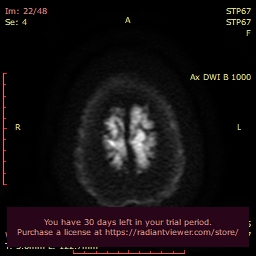 Im: 22/48
Se: 4
A
STP67
STP67
F
Ax DWI B 1000
R
L
You have 30 days left in your trial period.
Purchase a license at https://radiantviewer.com/store/